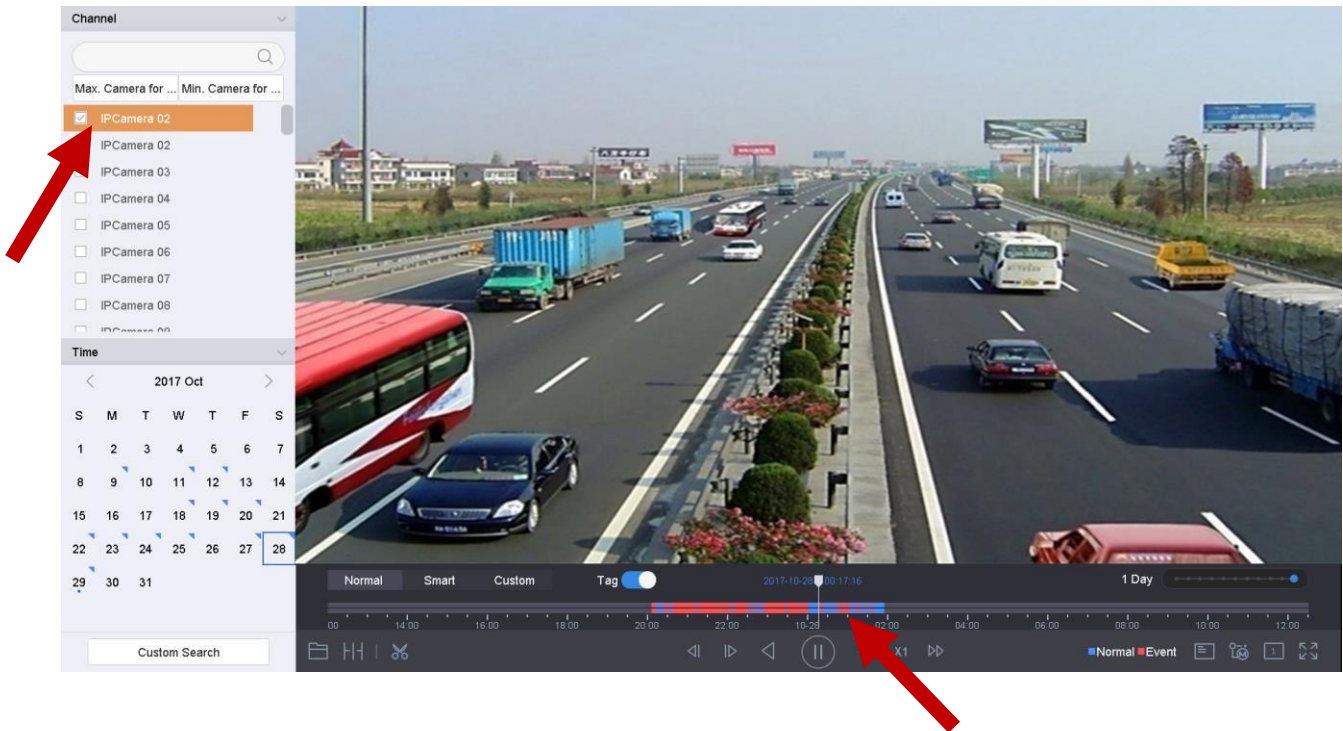 Channel
Max. Camera for ... Min. Camera for ...
IPCamera 02
IPCamera 02
IPCamera 03
IPCamera 04
IPCamera 05
IPCamera 06
IPCamera 07
IPCamera 08
IPCamera 09
Time
2017 Oct
S M T W T F S
1 2 3 4 5 6 7
8 9 10 11 12 13 14
15 16 17 18 19 20 21
22 23 24 25 26 27 28
29 30 31
Custom Search
Normal Smart Custom Tag 2017-10-28 00:17:16 1 Day
00 14:00 16:00 18:00 20:00 22:00 10-28 02:00 04:00 06:00 08:00 10:00 12:00
X1 Normal Event 1